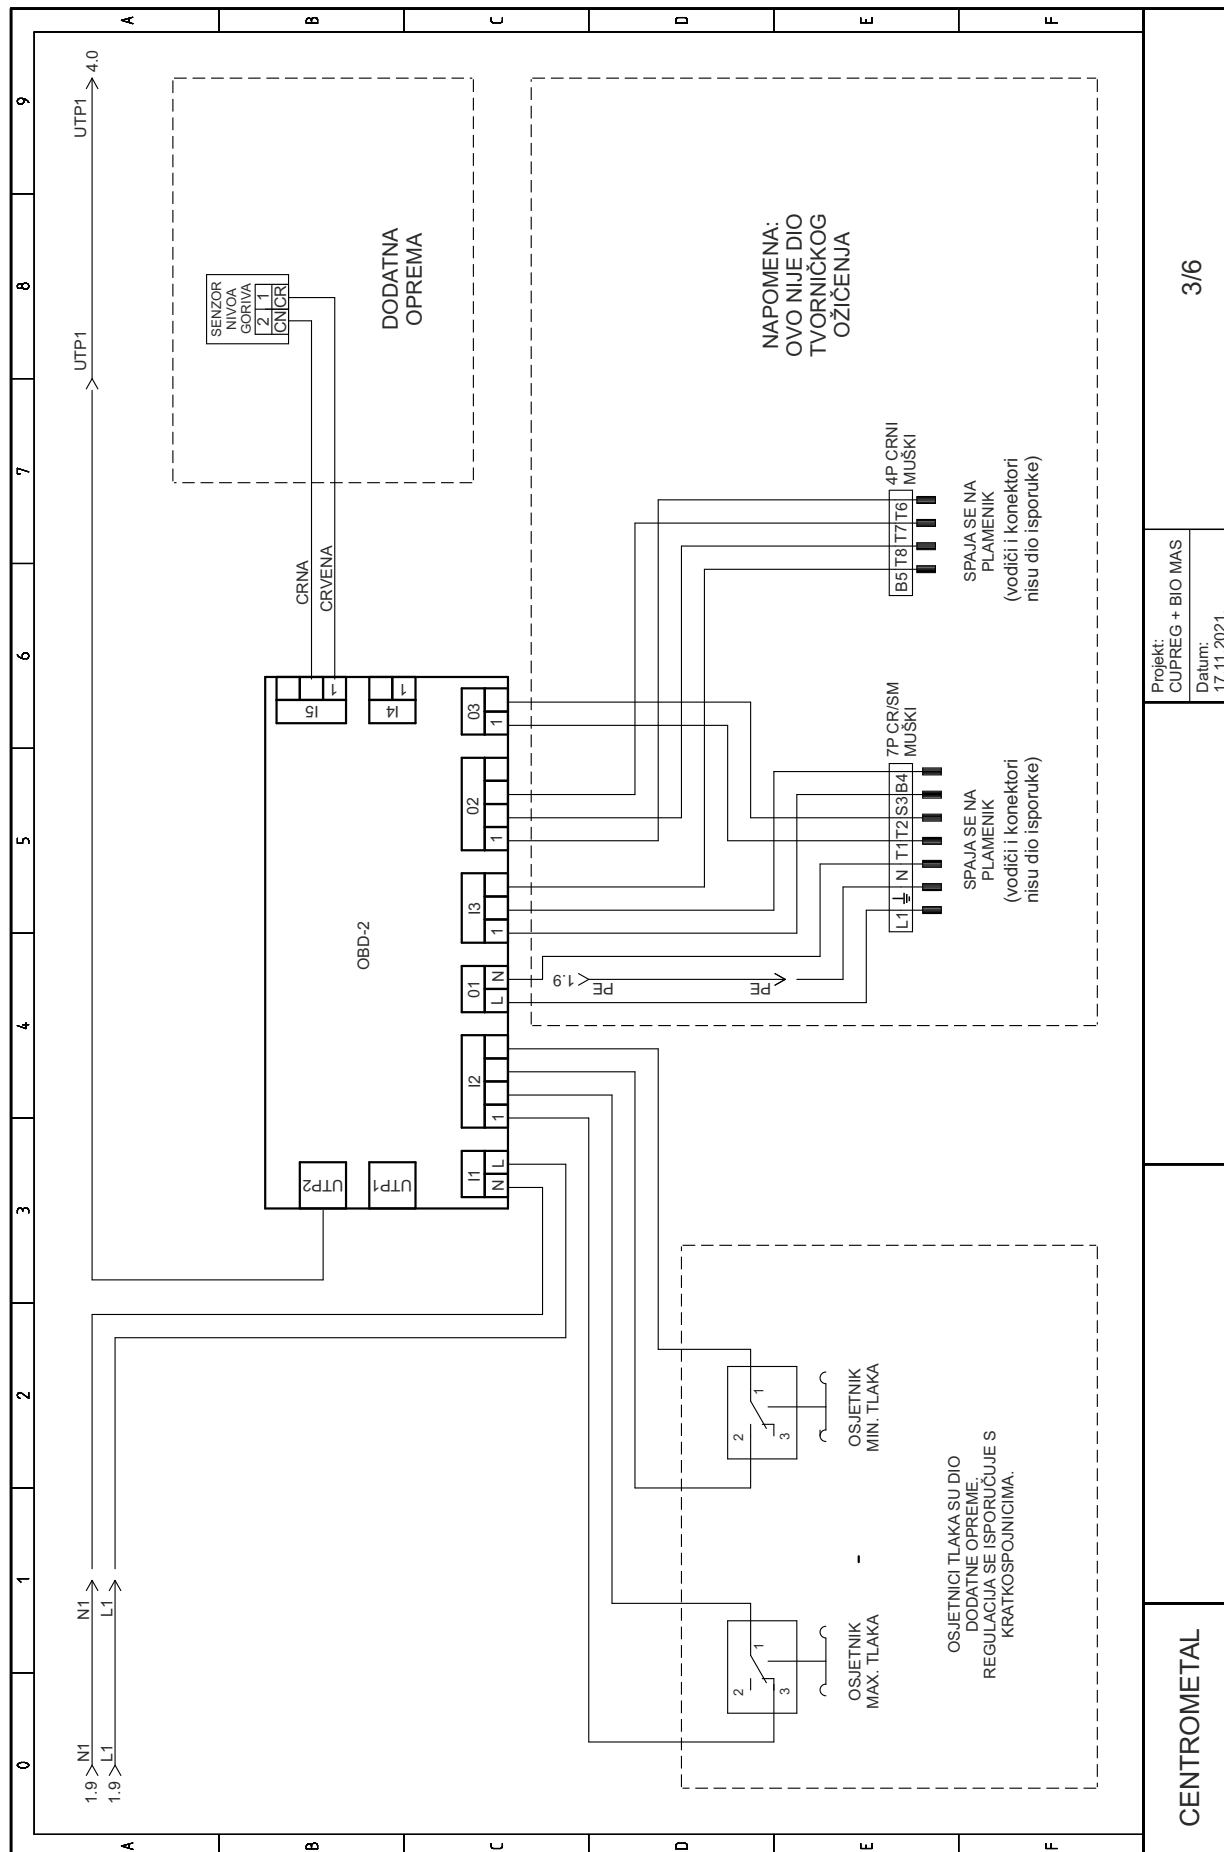 A
B
C
D
E
F
0
1
2
3
4
5
6
7
8
9
1.9
N1
N1
1.9
L1
L1
UTP1
UTP1
4.0
SENZOR
NIVOA
GORIVA
2
1
CN
CR
DODATNA
OPREMA
CRNA
CRVENA
UTP2
UTP1
OBD-2
I5
1
I4
1
I1
N
L
I2
1
01
L
N
I3
1
02
1
03
1
1.9
PE
PE
NAPOMENA:
OVO NIJE DIO
TVORNIČKOG
OŽIČENJA
7P CR/SM
MUŠKI
L1
N
T1
T2
S3
B4
SPAJA SE NA
PLAMENIK
(vodiči i konektori
nisu dio isporuke)
4P CRNI
MUŠKI
B5
T8
T7
T6
SPAJA SE NA
PLAMENIK
(vodiči i konektori
nisu dio isporuke)
2
1
3
OSJETNIK
MAX. TLAKA
-
2
1
3
OSJETNIK
MIN. TLAKA
OSJETNICI TLAKA SU DIO
DODATNE OPREME.
REGULACIJA SE ISPORUČUJE S
KRATKOSPOJNICIMA.
A
B
C
D
E
F
CENTROMETAL
Projekt:
CUPREG + BIO MAS
Datum:
17.11.2021.
3/6